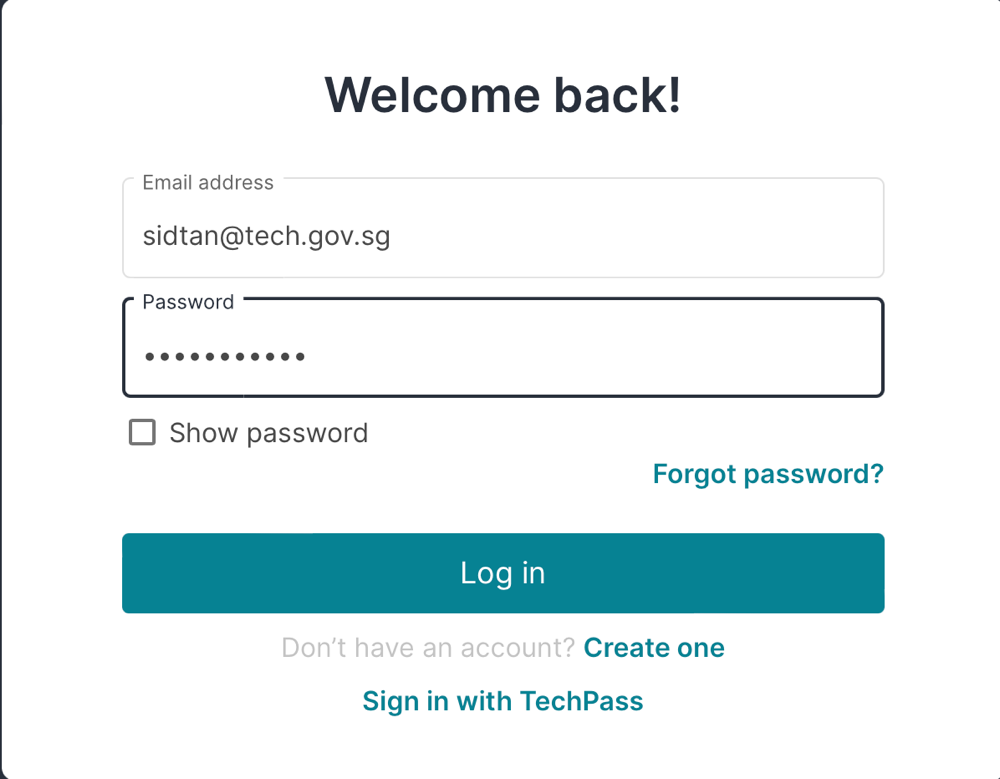 Welcome back!
Email address
sidtan@tech.gov.sg
Password
•••••••••••
Show password
Forgot password?
Log in
Don’t have an account? Create one
Sign in with TechPass